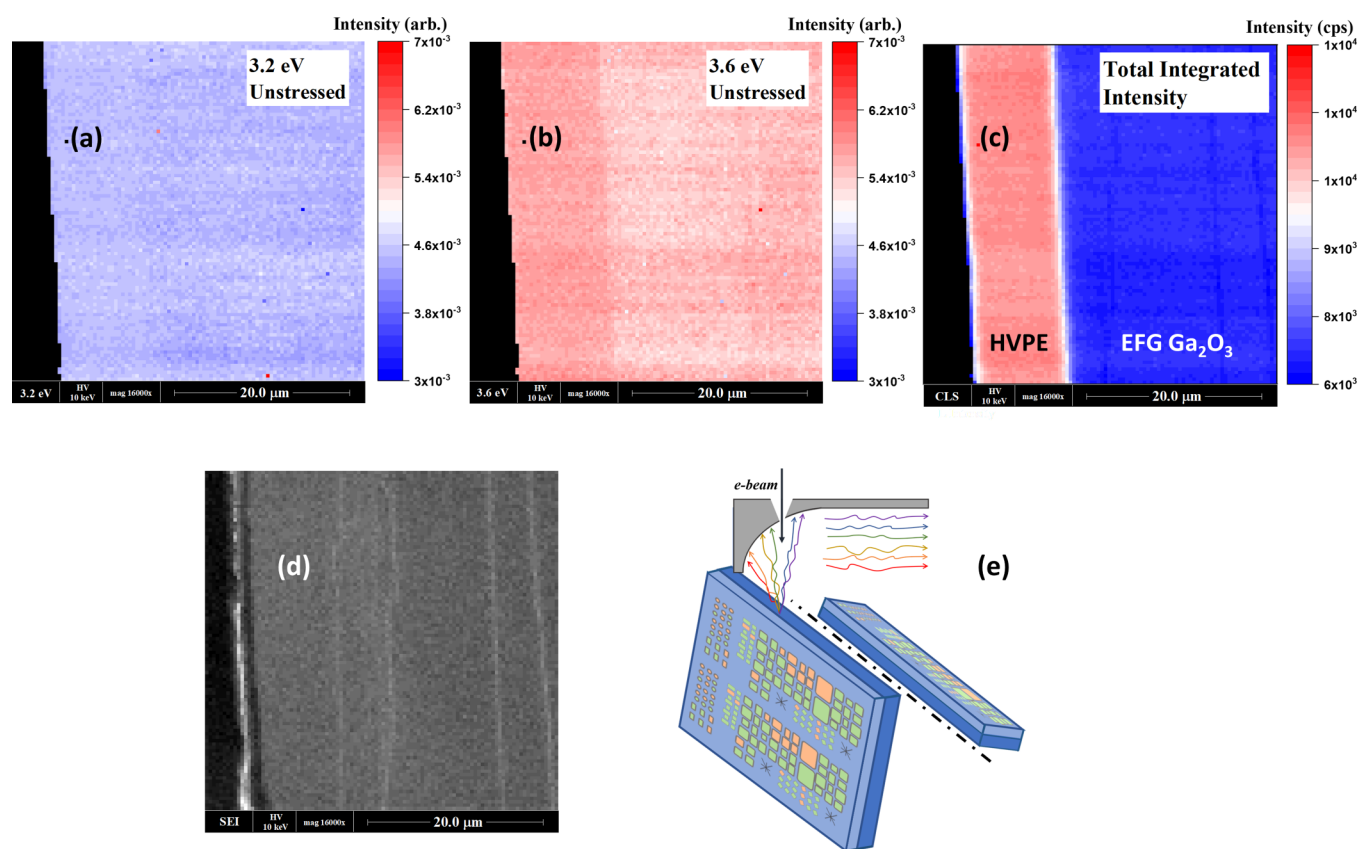 Intensity (arb.)
3.2 eV
Unstressed
(a)
7x10⁻³
6.2x10⁻³
5.4x10⁻³
4.6x10⁻³
3.8x10⁻³
3x10⁻³
3.2 eV
HV
10 keV
mag 16000x
20.0 µm
Intensity (arb.)
3.6 eV
Unstressed
(b)
7x10⁻³
6.2x10⁻³
5.4x10⁻³
4.6x10⁻³
3.8x10⁻³
3x10⁻³
3.6 eV
HV
10 keV
mag 16000x
20.0 µm
Intensity (cps)
Total Integrated
Intensity
(c)
HVPE
EFG Ga₂O₃
1x10⁴
1x10⁴
1x10⁴
9x10³
8x10³
6x10³
CLS
HV
10 keV
mag 16000x
20.0 µm
(d)
SEI
HV
10 keV
mag 16000x
20.0 µm
e-beam
(e)